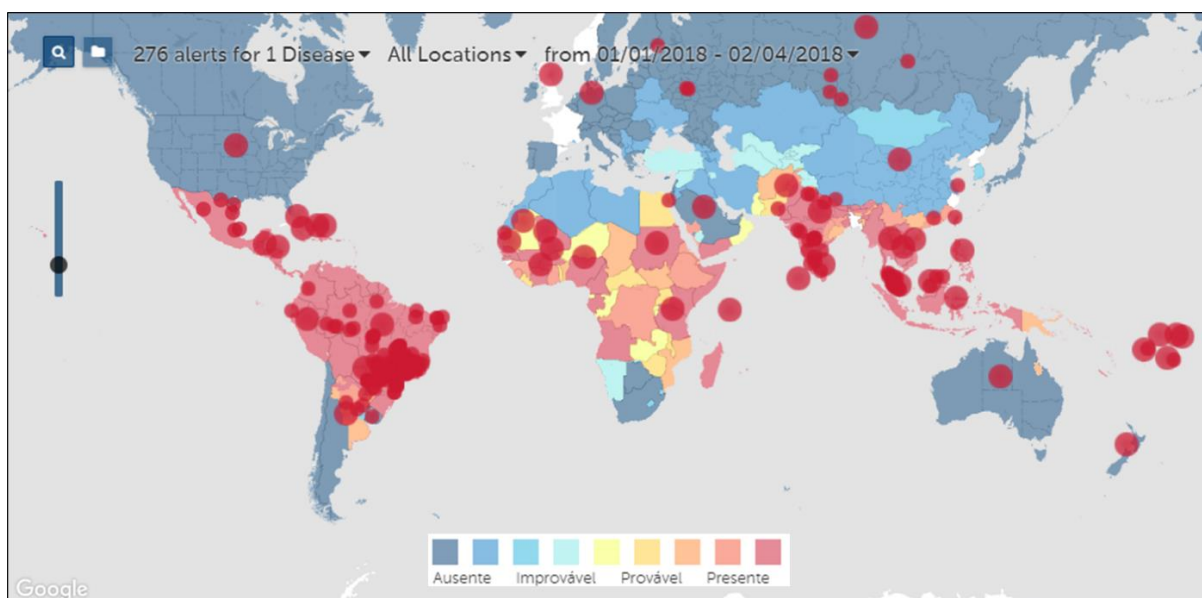 276 alerts for 1 Disease All Locations from 01/01/2018 - 02/04/2018
Ausente Improvável Provável Presente
Google